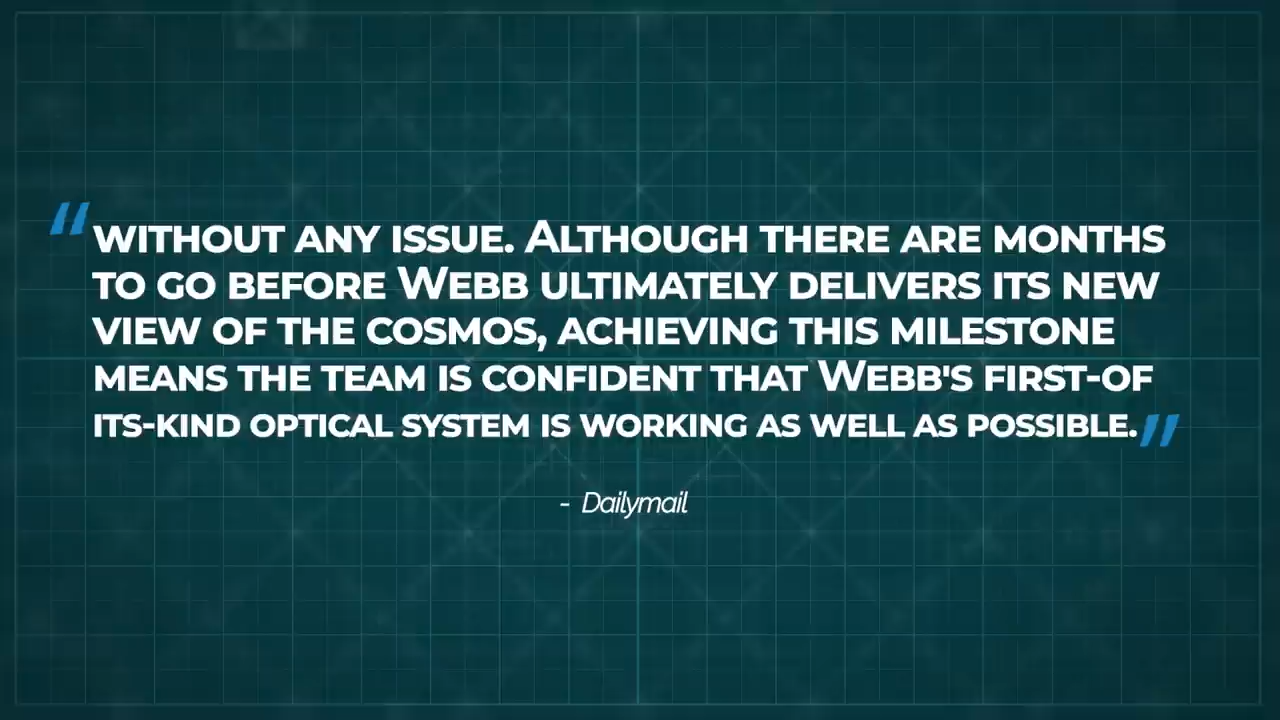 “WITHOUT ANY ISSUE. ALTHOUGH THERE ARE MONTHS
TO GO BEFORE WEBB ULTIMATELY DELIVERS ITS NEW
VIEW OF THE COSMOS, ACHIEVING THIS MILESTONE
MEANS THE TEAM IS CONFIDENT THAT WEBB'S FIRST-OF
ITS-KIND OPTICAL SYSTEM IS WORKING AS WELL AS POSSIBLE.”
- Dailymail